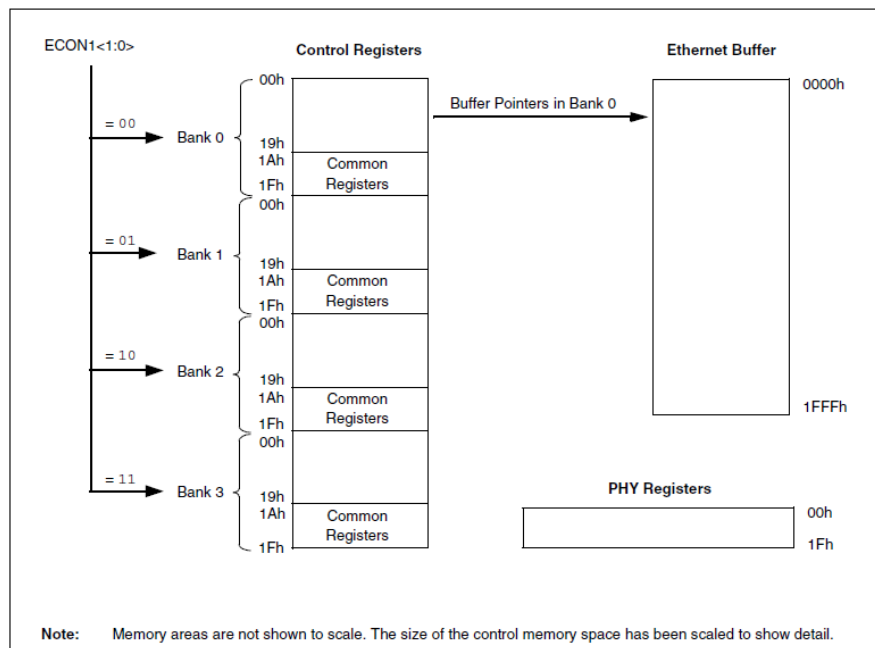 ECON1<1:0>
Control Registers
Ethernet Buffer
00h
0000h
Buffer Pointers in Bank 0
= 00
Bank 0
19h
1Ah
Common
Registers
1Fh
00h
= 01
Bank 1
19h
1Ah
Common
Registers
1Fh
00h
= 10
Bank 2
19h
1Ah
Common
Registers
1Fh
1FFFh
00h
= 11
Bank 3
19h
1Ah
Common
Registers
1Fh
PHY Registers
00h
1Fh
Note: Memory areas are not shown to scale. The size of the control memory space has been scaled to show detail.